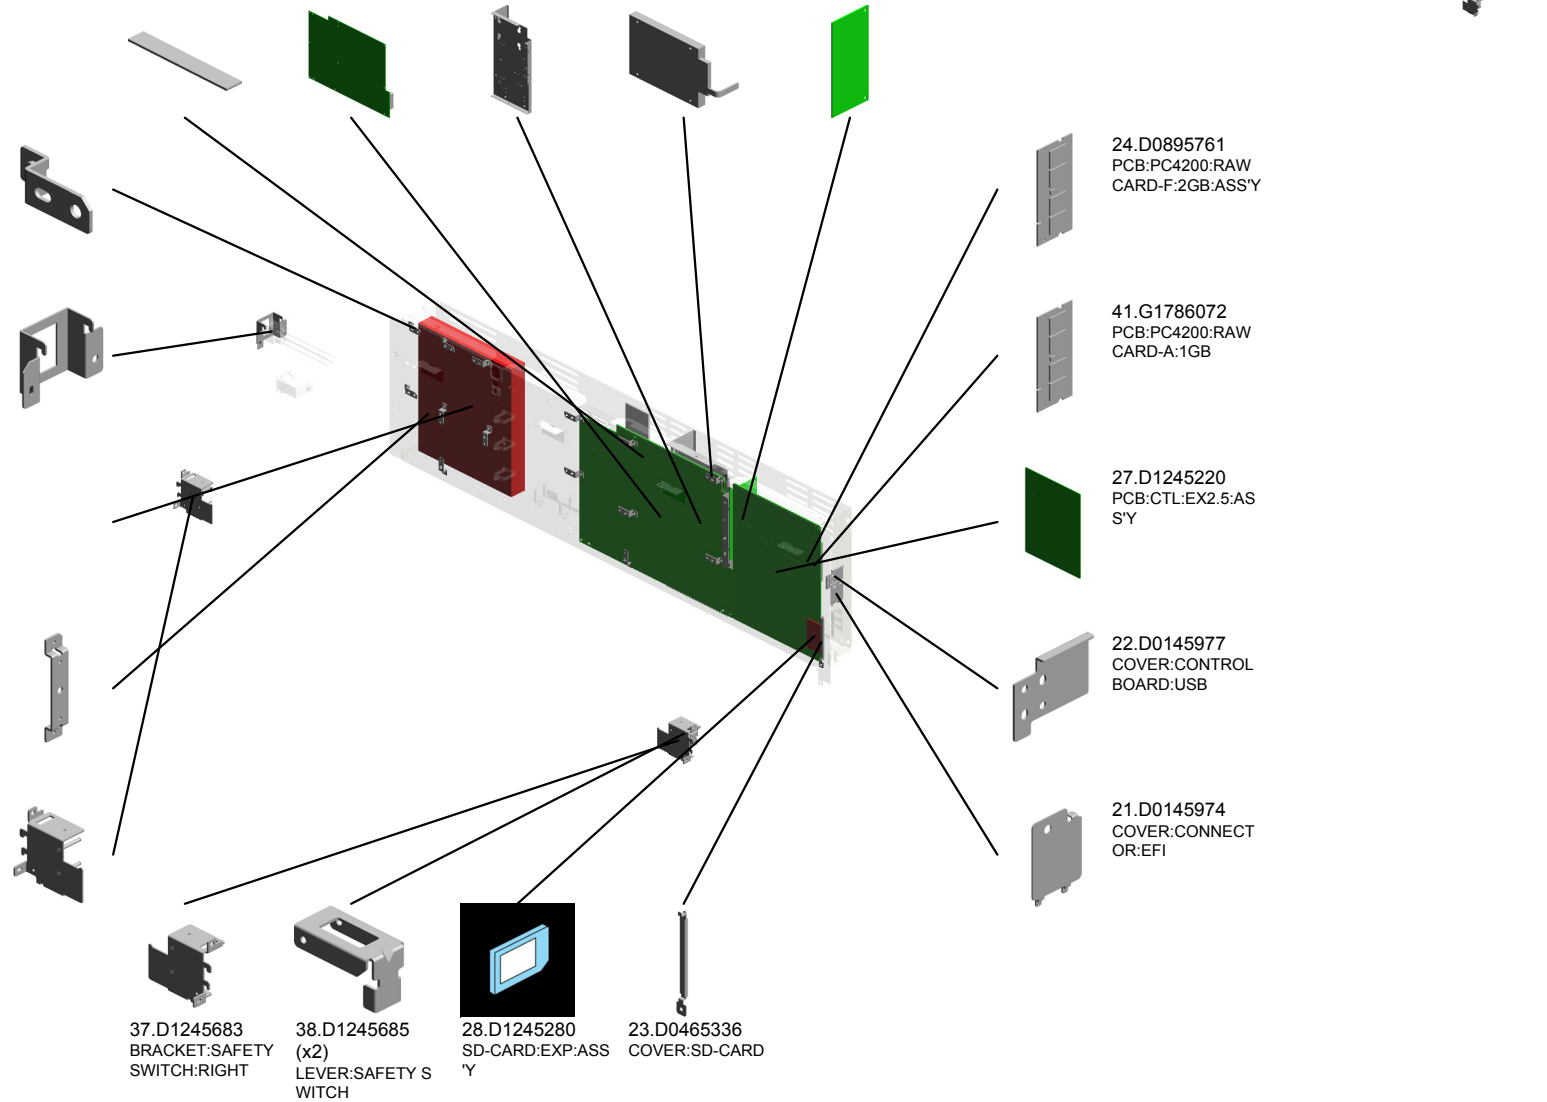 24.D0895761
PCB:PC4200:RAW
CARD-F:2GB:ASS'Y
41.G1786072
PCB:PC4200:RAW
CARD-A:1GB
27.D1245220
PCB:CTL:EX2.5:AS
S'Y
22.D0145977
COVER:CONTROL
BOARD:USB
21.D0145974
COVER:CONNECT
OR:EFI
37.D1245683
BRACKET:SAFETY
SWITCH:RIGHT
38.D1245685
(x2)
LEVER:SAFETY S
WITCH
28.D1245280
SD-CARD:EXP:ASS
'Y
23.D0465336
COVER:SD-CARD